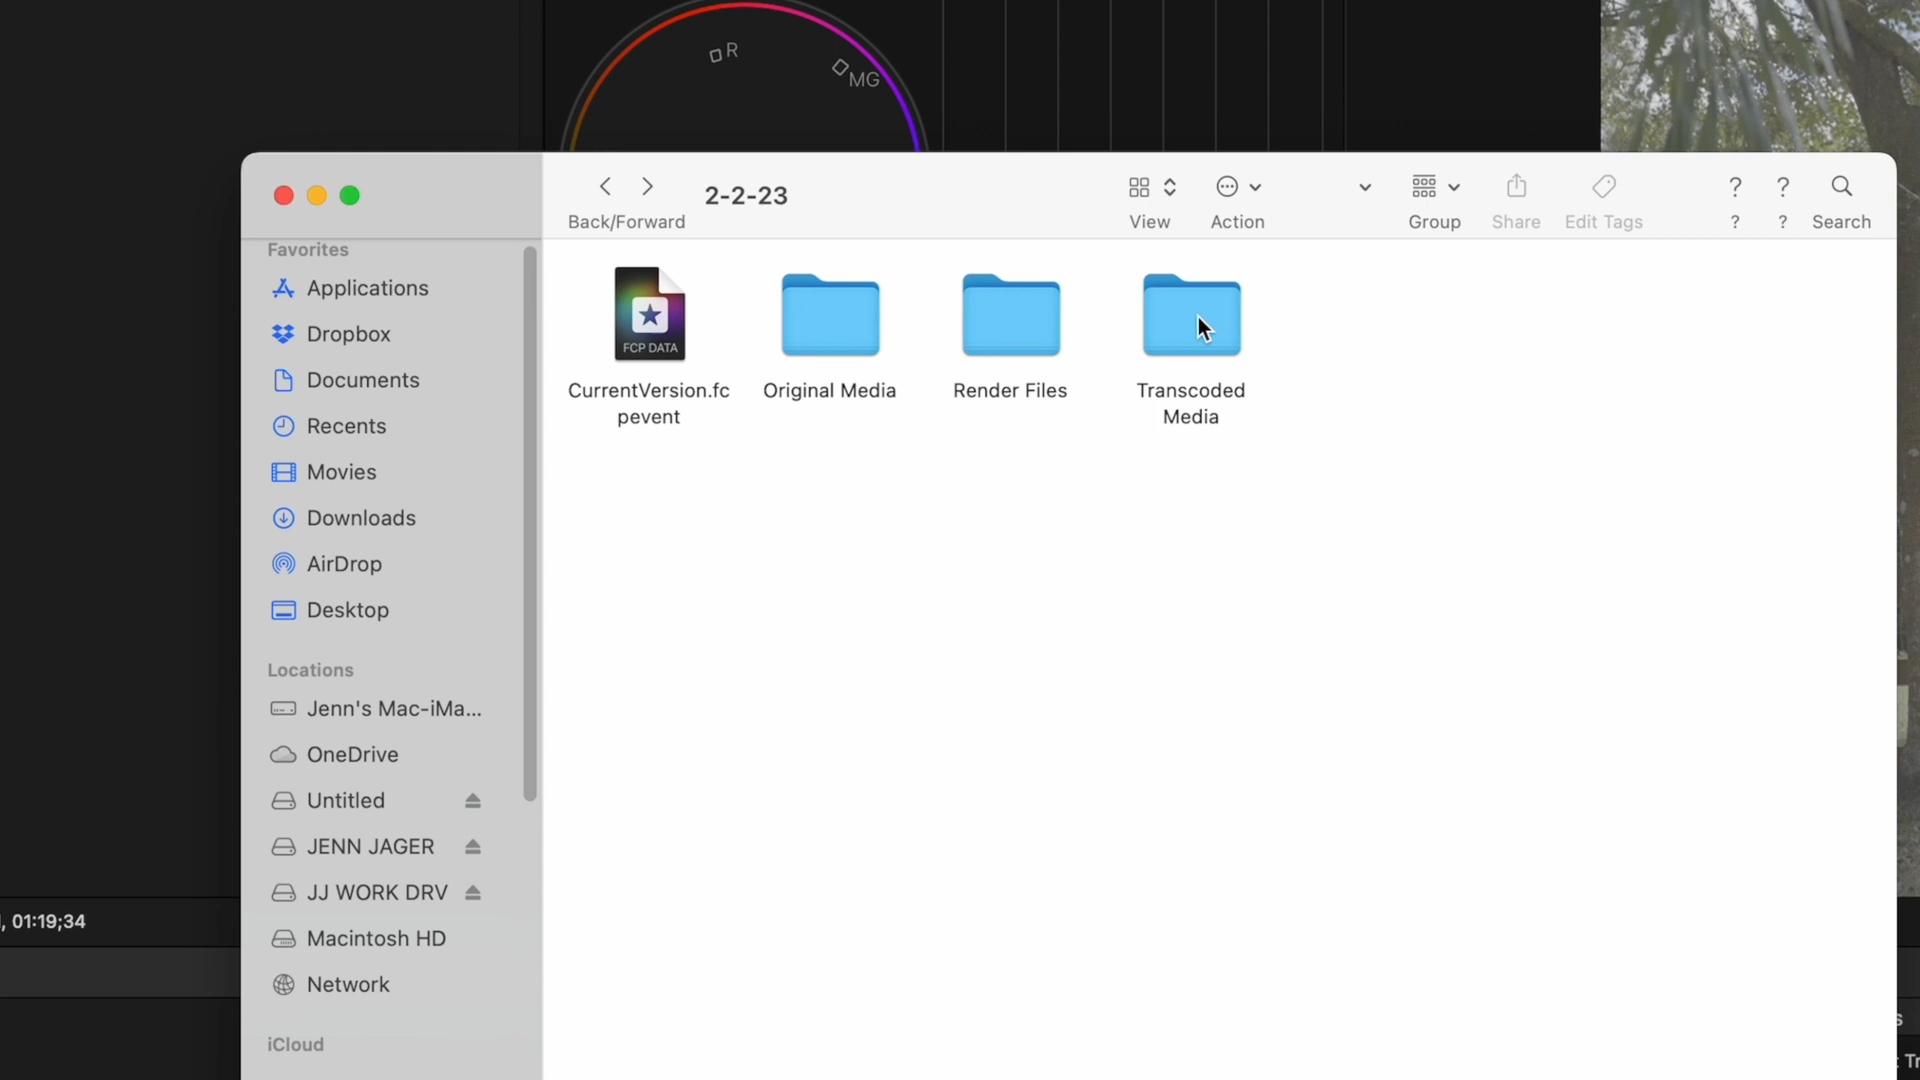 R
MG
2-2-23
Back/Forward
View
Action
Group
Share
Edit Tags
?
?
?
?
Search
Favorites
Applications
Dropbox
Documents
Recents
Movies
Downloads
AirDrop
Desktop
Locations
Jenn's Mac-iMa...
OneDrive
Untitled
JENN JAGER
JJ WORK DRV
Macintosh HD
Network
iCloud
FCP DATA
CurrentVersion.fc
pevent
Original Media
Render Files
Transcoded
Media
, 01:19;34
s
Tr